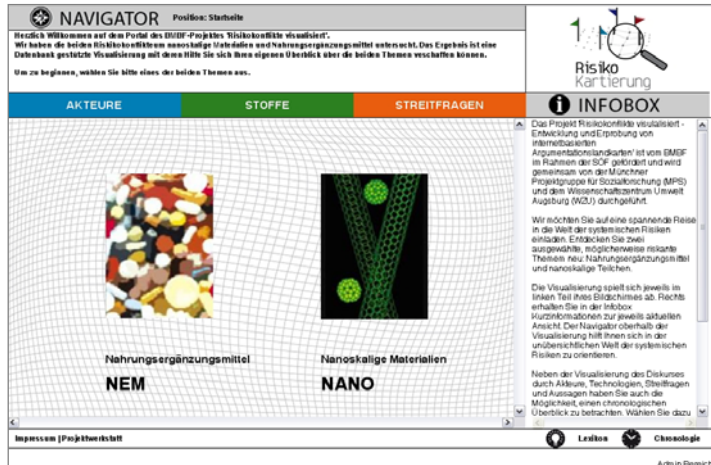 NAVIGATOR Position: Startseite
Herzlich Willkommen auf dem Portal des BMBF-Projektes 'Risikokonflikte visualisiert'.
Wir haben die beiden Riskikokonflikteum nanoskalige Materialien und Nahrungsergänzungsmittel untersucht. Das Ergebnis ist eine
Datenbank gestützte Visualisierung mit deren Hilfe Sie sich Ihren eigenen Überblick über die beiden Themen veschaffen können.
Um zu beginnen, wählen Sie bitte eines der beiden Themen aus.
Risiko
Kartierung
AKTEURE
STOFFE
STREITFRAGEN
INFOBOX
Nahrungsergänzungsmittel
NEM
Nanoskalige Materialien
NANO
Das Projekt 'Risikokonflikte visulalisiert -
Entwicklung und Erprobung von
internetbasierten
Argumentationslandkarten' ist vom BMBF
im Rahmen der SÖF gefördert und wird
gemeinsam von der Münchner
Projektgruppe für Sozialforschung (MPS)
und dem Wissenschaftszentrum Umwelt
Augsburg (WZU) durchgeführt.
Wir möchten Sie auf eine spannende Reise
in die Welt der systemischen Risiken
einladen. Entdecken Sie zwei
ausgewählte, möglicherweise riskante
Themem neu: Nahrungsergänzungsmittel
und nanoskalige Teilchen.
Die Visualisierung spielt sich jeweils im
linken Teil ihres Bildschirmes ab. Rechts
erhalten Sie in der Infobox
Kurzinformationen zur jeweils aktuellen
Ansicht. Der Navigator oberhalb der
Visualisierung hilft Ihnen sich in der
unübersichtlichen Welt der systemischen
Risiken zu orientieren.
Neben der Visualisierung des Diskurses
durch Akteure, Technologien, Streitfragen
und Aussagen haben Sie auch die
Möglichkeit, einen chronologischen
Überblick zu betrachten. Wählen Sie dazu
Impressum | Projektwerkstatt
Lexikon
Chronologie
Admin Bereich